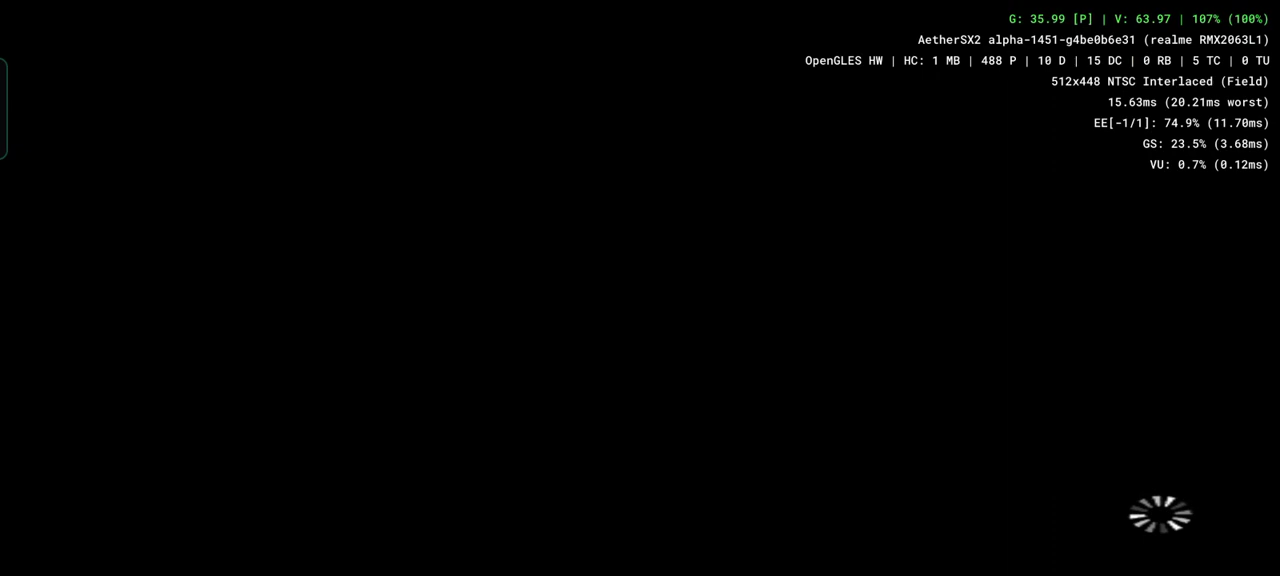 G: 35.99 [P] | V: 63.97 | 107% (100%)
AetherSX2 alpha-1451-g4be0b6e31 (realme RMX2063L1)
OpenGLES HW | HC: 1 MB | 488 P | 10 D | 15 DC | 0 RB | 5 TC | 0 TU
512x448 NTSC Interlaced (Field)
15.63ms (20.21ms worst)
EE[-1/1]: 74.9% (11.70ms)
GS: 23.5% (3.68ms)
VU: 0.7% (0.12ms)